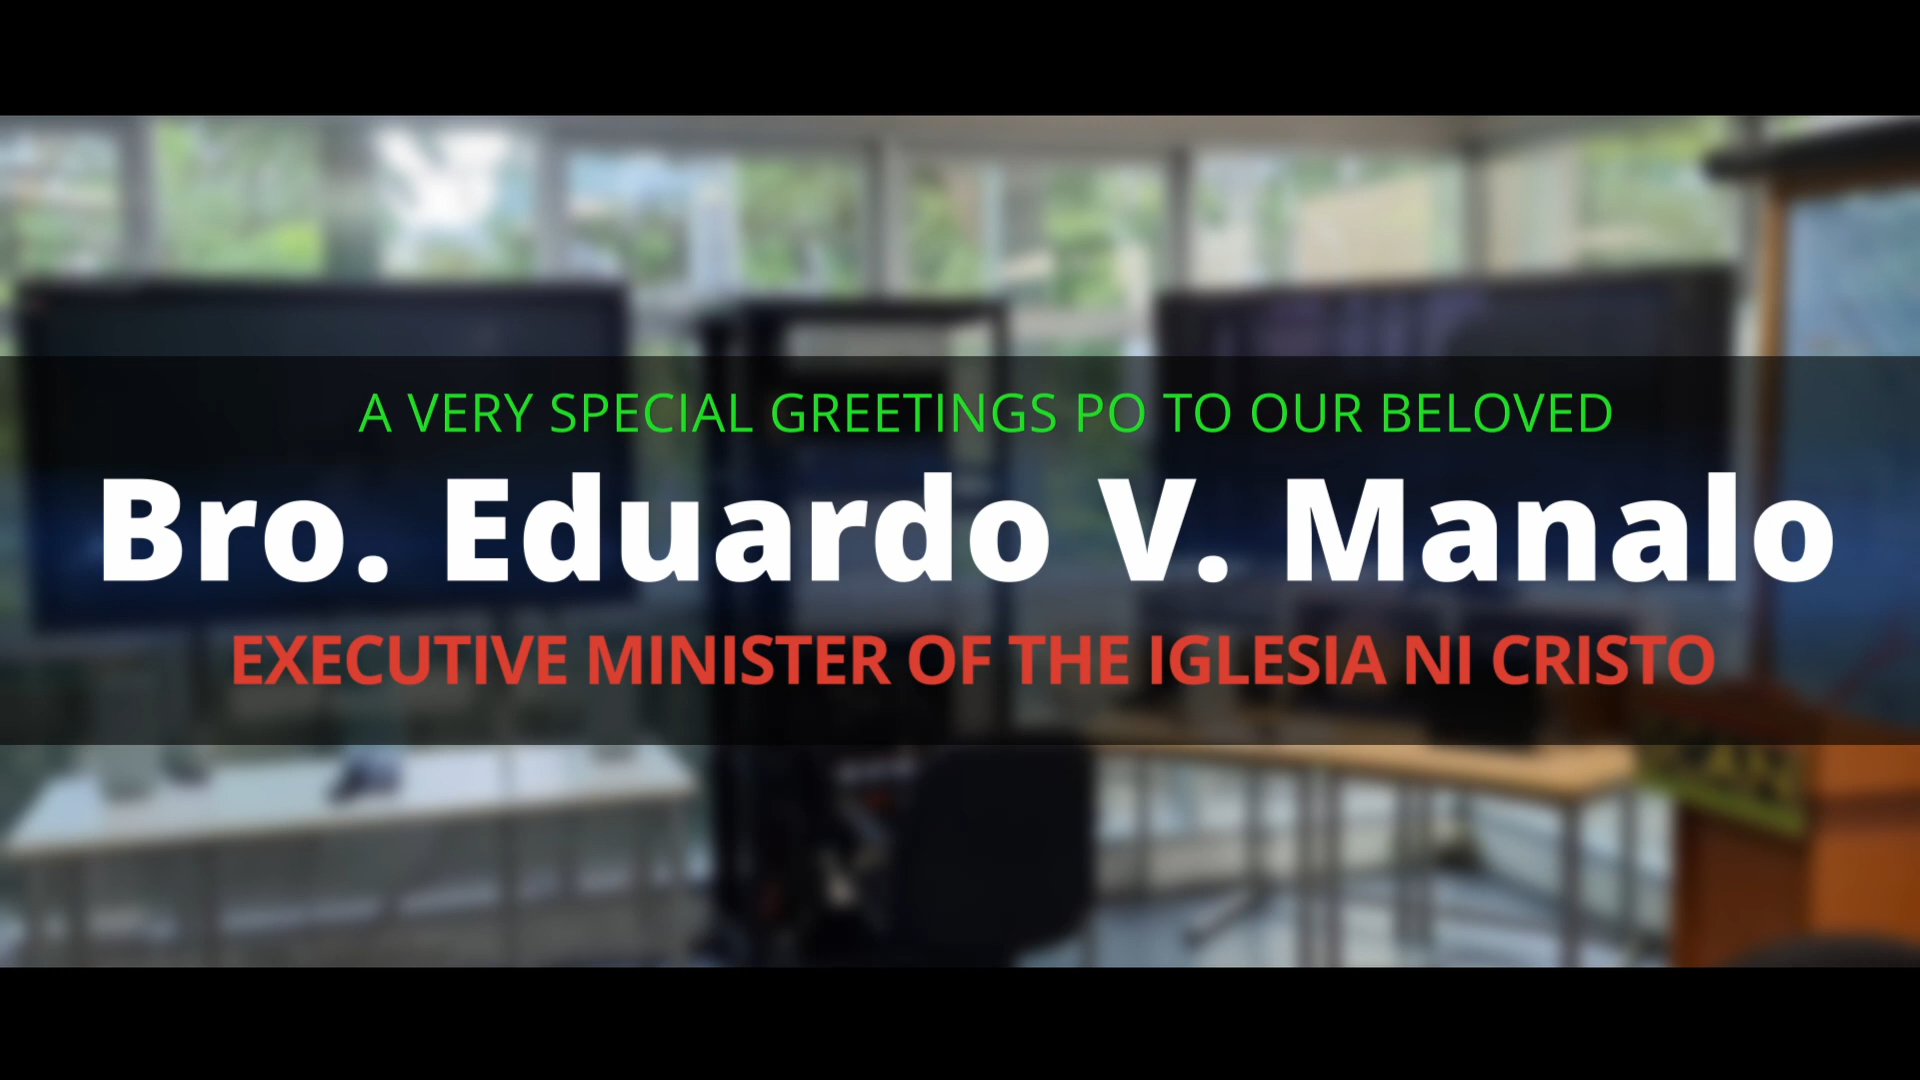 A VERY SPECIAL GREETINGS PO TO OUR BELOVED
Bro. Eduardo V. Manalo
EXECUTIVE MINISTER OF THE IGLESIA NI CRISTO